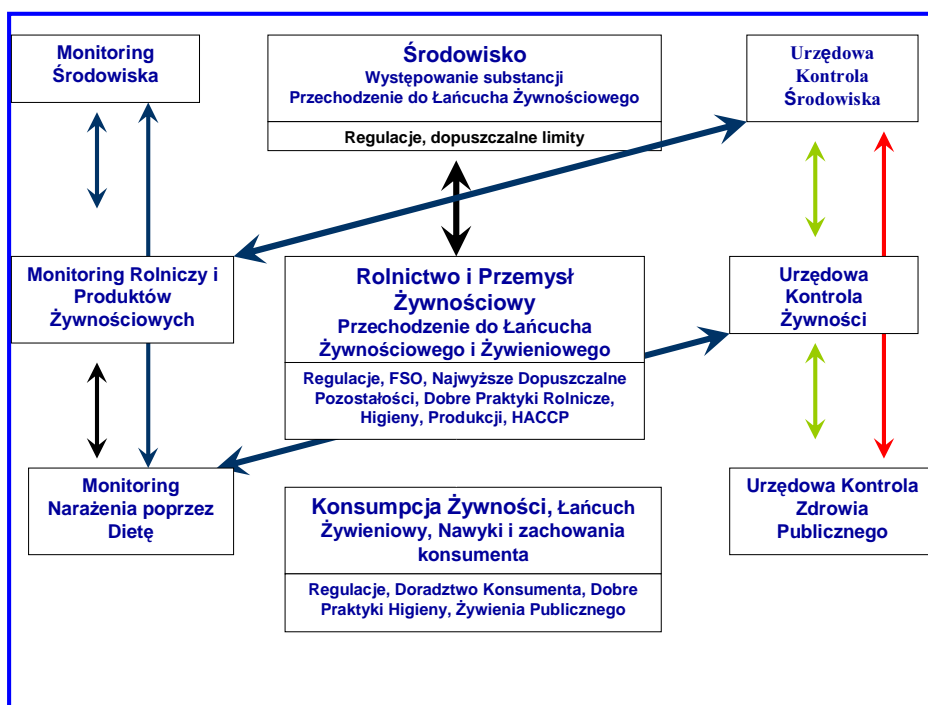 Monitoring
Środowiska
Środowisko
Występowanie substancji
Przechodzenie do Łańcucha Żywnościowego
Regulacje, dopuszczalne limity
Urzędowa
Kontrola
Środowiska
Monitoring Rolniczy i
Produktów
Żywnościowych
Rolnictwo i Przemysł
Żywnościowy
Przechodzenie do Łańcucha
Żywnościowego i Żywieniowego
Regulacje, FSO, Najwyższe Dopuszczalne
Pozostałości, Dobre Praktyki Rolnicze,
Higieny, Produkcji, HACCP
Urzędowa
Kontrola
Żywności
Monitoring
Narażenia poprzez
Dietę
Konsumpcja Żywności, Łańcuch
Żywieniowy, Nawyki i zachowania
konsumenta
Regulacje, Doradztwo Konsumenta, Dobre
Praktyki Higieny, Żywienia Publicznego
Urzędowa Kontrola
Zdrowia
Publicznego